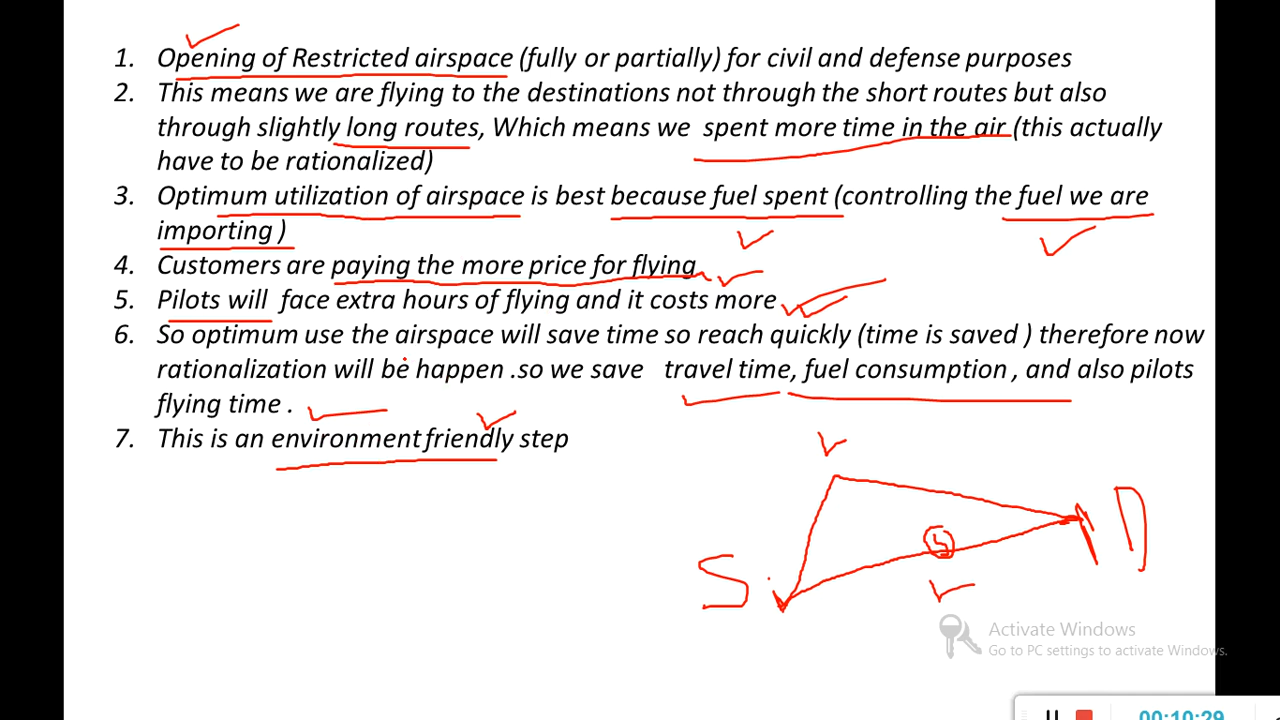 1. Opening of Restricted airspace (fully or partially) for civil and defense purposes
2. This means we are flying to the destinations not through the short routes but also
through slightly long routes, Which means we spent more time in the air (this actually
have to be rationalized)
3. Optimum utilization of airspace is best because fuel spent (controlling the fuel we are
importing )
4. Customers are paying the more price for flying
5. Pilots will face extra hours of flying and it costs more
6. So optimum use the airspace will save time so reach quickly (time is saved ) therefore now
rationalization will be happen .so we save travel time, fuel consumption , and also pilots
flying time .
7. This is an environment friendly step
S
D
Activate Windows
Go to PC settings to activate Windows.
00:10:29